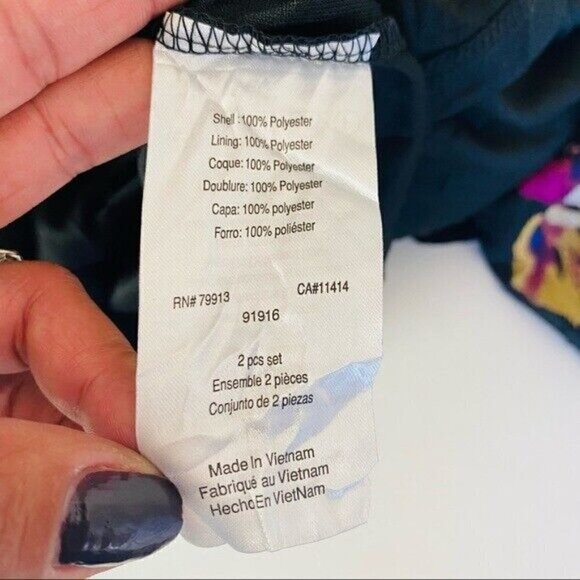 Shell :100% Polyester
Lining: 100% Polyester
Coque: 100% Polyester
Doublure: 100% Polyester
Capa: 100% polyester
Forro: 100% poliéster
RN# 79913 CA#11414
91916
2 pcs set
Ensemble 2 pièces
Conjunto de 2 piezas
Made In Vietnam
Fabriqué au Vietnam
HechoEn VietNam